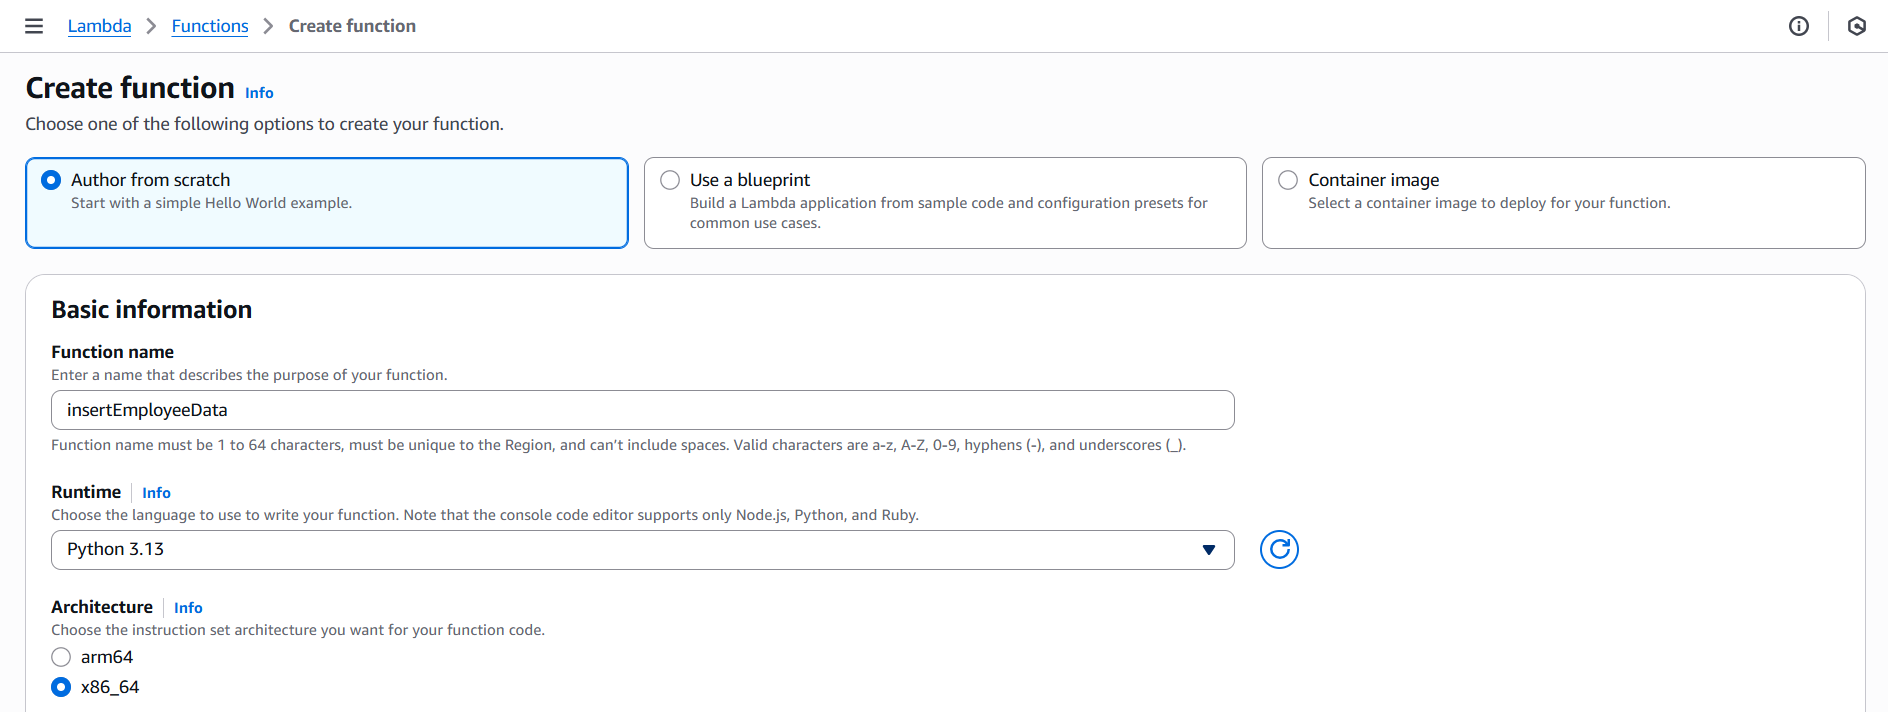 Lambda > Functions > Create function
Create function Info
Choose one of the following options to create your function.
Author from scratch
Start with a simple Hello World example.
Use a blueprint
Build a Lambda application from sample code and configuration presets for
common use cases.
Container image
Select a container image to deploy for your function.
Basic information
Function name
Enter a name that describes the purpose of your function.
insertEmployeeData
Function name must be 1 to 64 characters, must be unique to the Region, and can't include spaces. Valid characters are a-z, A-Z, 0-9, hyphens (-), and underscores (_).
Runtime Info
Choose the language to use to write your function. Note that the console code editor supports only Node.js, Python, and Ruby.
Python 3.13
Architecture Info
Choose the instruction set architecture you want for your function code.
arm64
x86_64